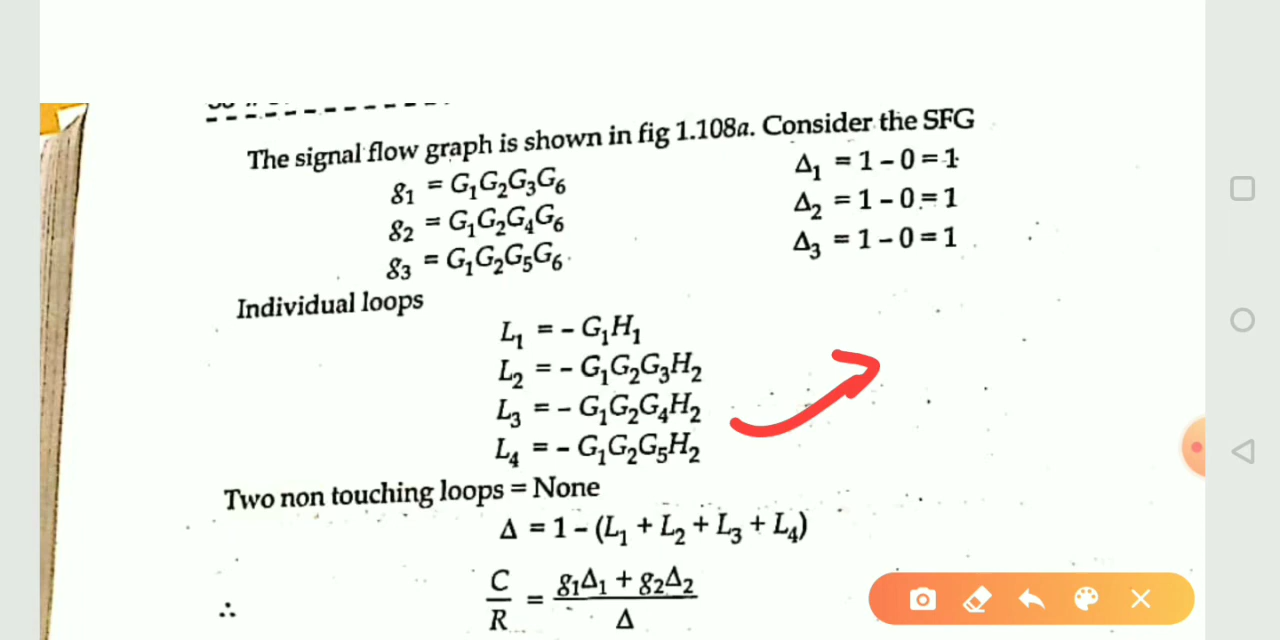 The signal flow graph is shown in fig 1.108a. Consider the SFG
g₁ = G₁G₂G₃G₆ Δ₁ = 1 – 0 = 1
g₂ = G₁G₂G₄G₆ Δ₂ = 1 – 0 = 1
g₃ = G₁G₂G₅G₆ Δ₃ = 1 – 0 = 1
Individual loops
L₁ = – G₁H₁
L₂ = – G₁G₂G₃H₂
L₃ = – G₁G₂G₄H₂
L₄ = – G₁G₂G₅H₂
Two non touching loops = None
Δ = 1 – (L₁ + L₂ + L₃ + L₄)
∴ C/R = g₁Δ₁ + g₂Δ₂ / Δ